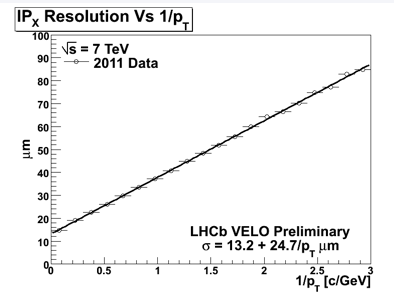 IPX Resolution Vs 1/pT
√s = 7 TeV
2011 Data
μm
100
90
80
70
60
50
40
30
20
10
0
LHCb VELO Preliminary
σ = 13.2 + 24.7/pT μm
0 0.5 1 1.5 2 2.5 3
1/pT [c/GeV]